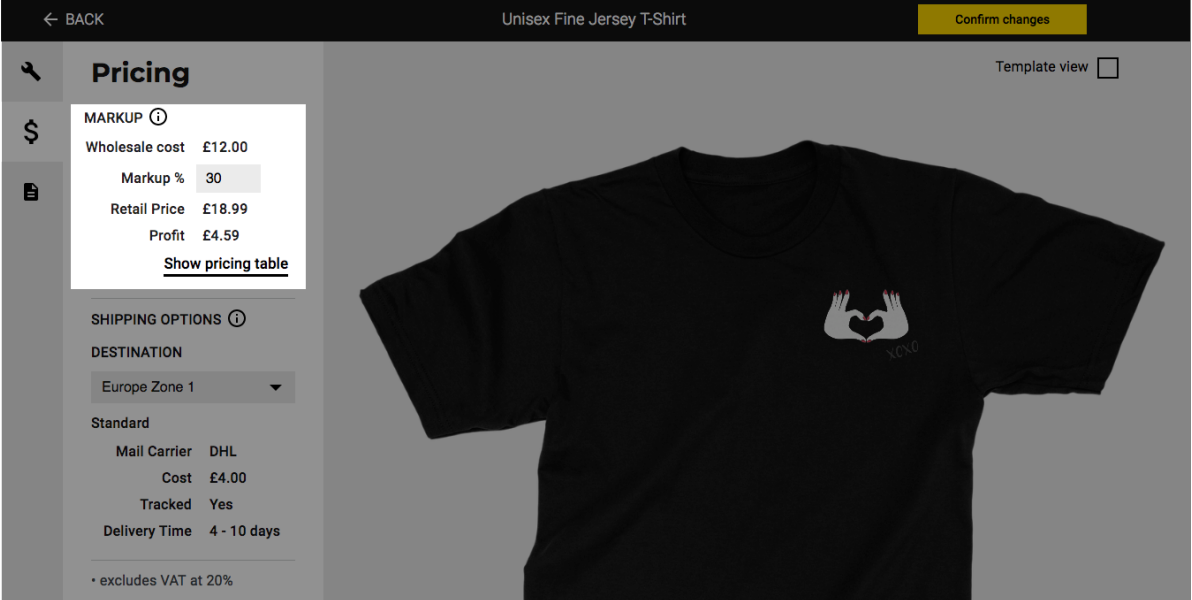 BACK
Unisex Fine Jersey T-Shirt
Confirm changes
Pricing
Template view
MARKUP
Wholesale cost £12.00
Markup % 30
Retail Price £18.99
Profit £4.59
Show pricing table
SHIPPING OPTIONS
DESTINATION
Europe Zone 1
Standard
Mail Carrier DHL
Cost £4.00
Tracked Yes
Delivery Time 4 - 10 days
• excludes VAT at 20%
xoxo